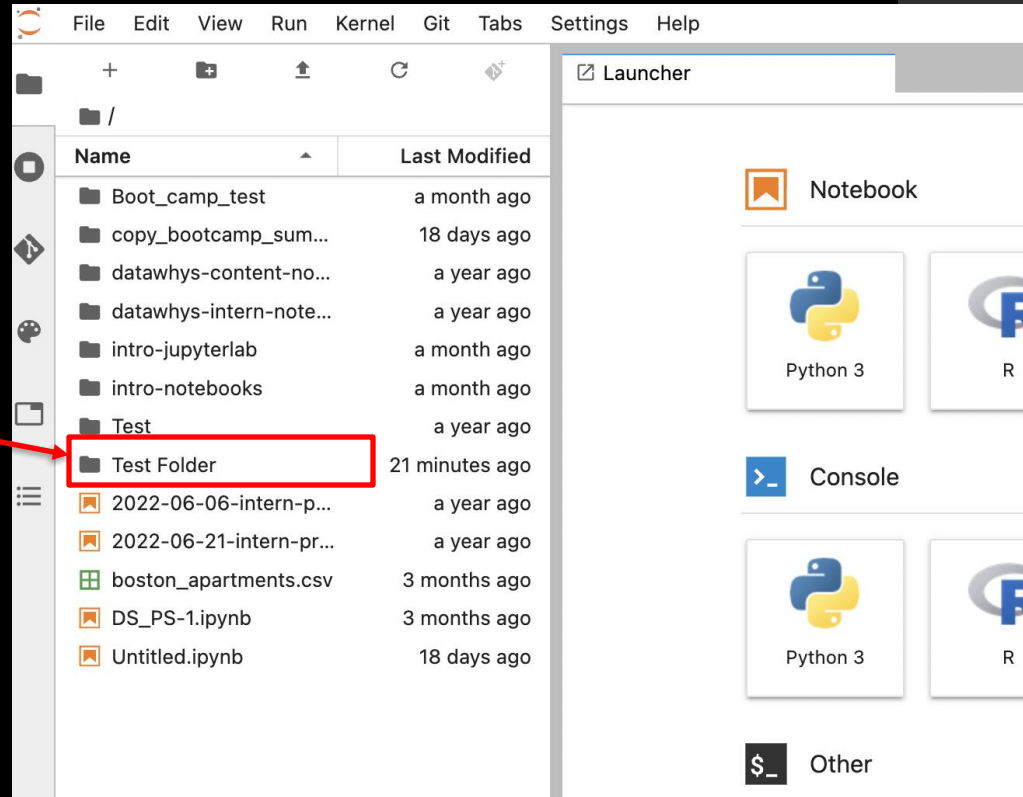 File Edit View Run Kernel Git Tabs Settings Help
Launcher
/
Name Last Modified
Boot_camp_test a month ago
copy_bootcamp_sum... 18 days ago
datawhys-content-no... a year ago
datawhys-intern-note... a year ago
intro-jupyterlab a month ago
intro-notebooks a month ago
Test a year ago
Test Folder 21 minutes ago
2022-06-06-intern-p... a year ago
2022-06-21-intern-pr... a year ago
boston_apartments.csv 3 months ago
DS_PS-1.ipynb 3 months ago
Untitled.ipynb 18 days ago
Notebook
Python 3 R
Console
Python 3 R
$_ Other